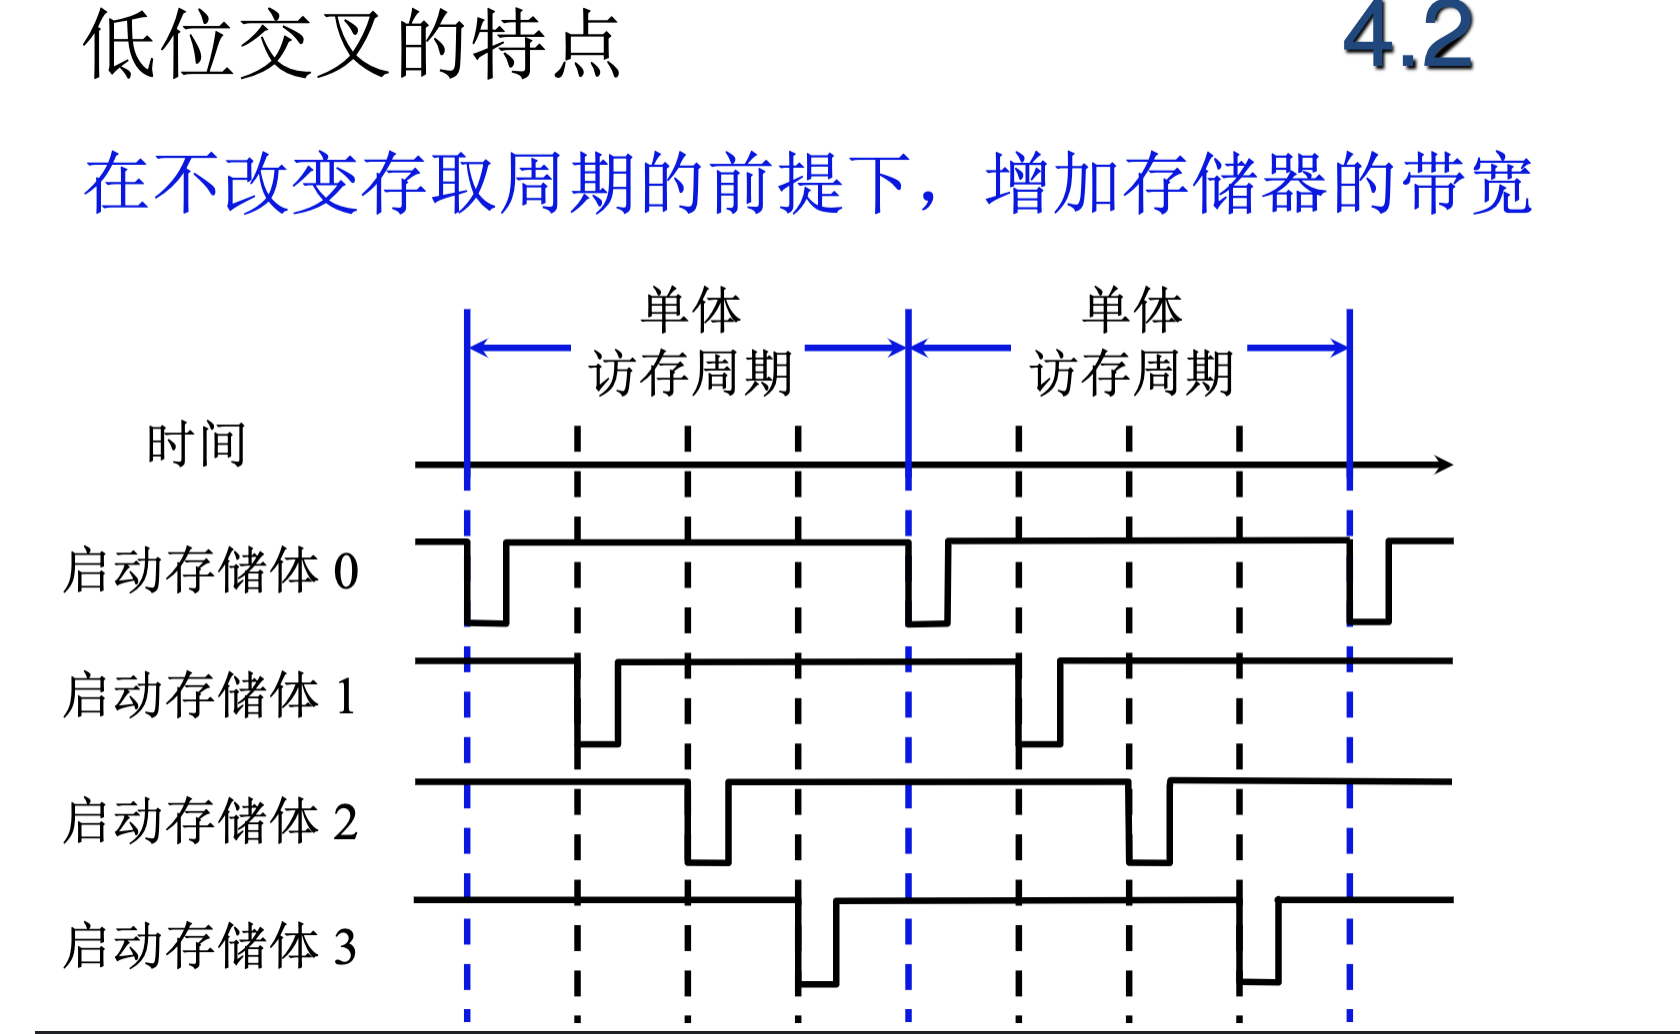 低位交叉的特点
4.2
在不改变存取周期的前提下，增加存储器的带宽
单体
访存周期
单体
访存周期
时间
启动存储体 0
启动存储体 1
启动存储体 2
启动存储体 3